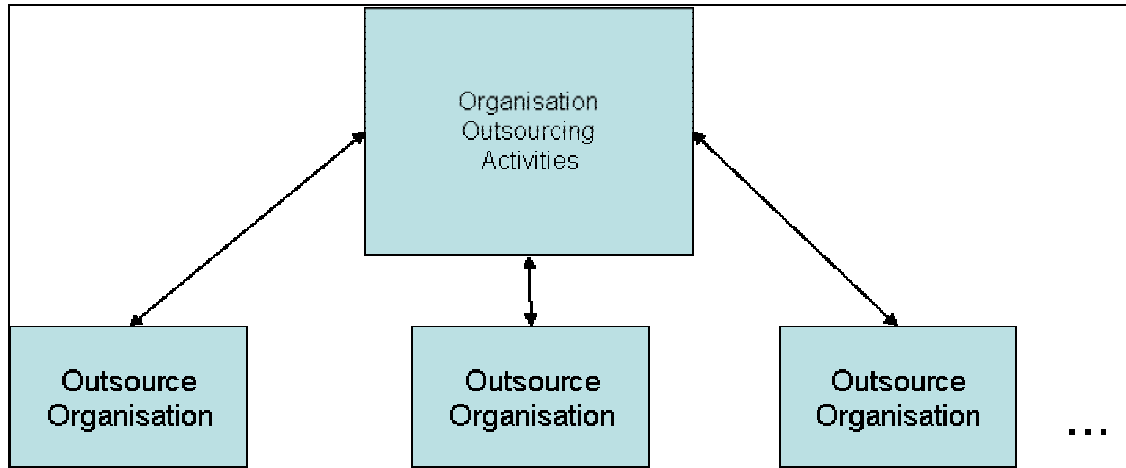 Organisation
Outsourcing
Activities
Outsource
Organisation
Outsource
Organisation
Outsource
Organisation
...